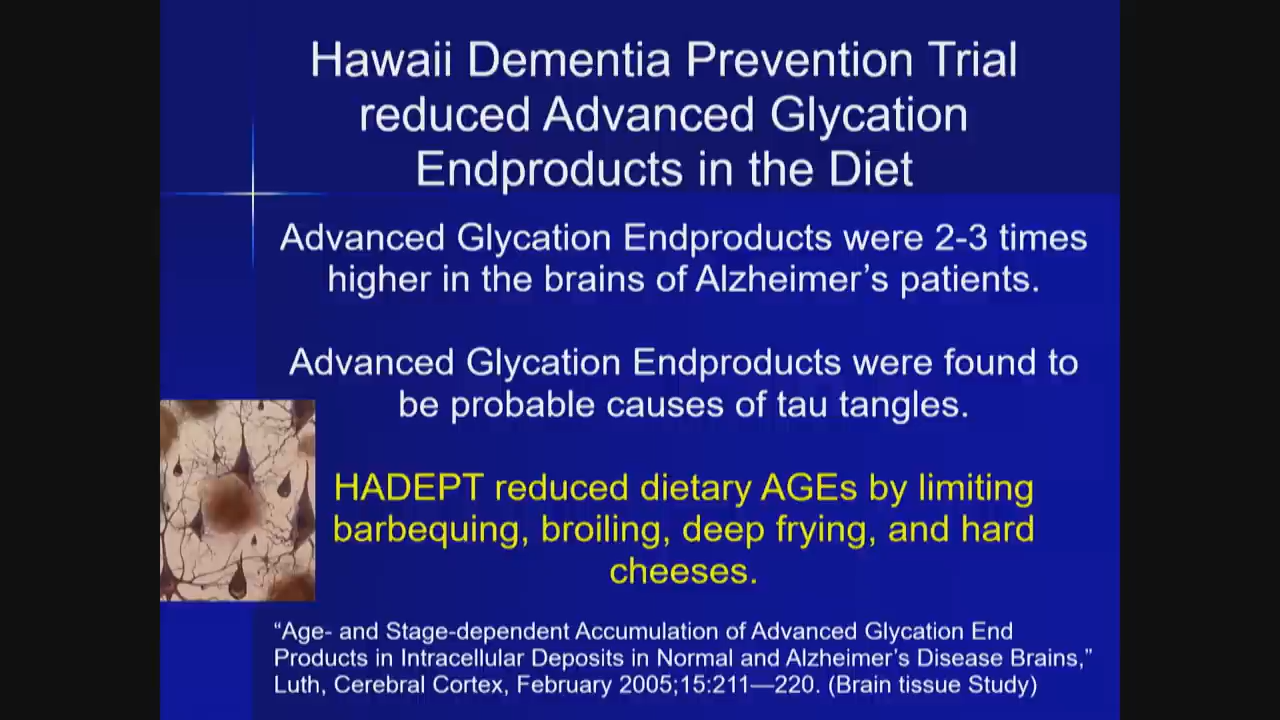 Hawaii Dementia Prevention Trial
reduced Advanced Glycation
Endproducts in the Diet
Advanced Glycation Endproducts were 2-3 times
higher in the brains of Alzheimer’s patients.
Advanced Glycation Endproducts were found to
be probable causes of tau tangles.
HADEPT reduced dietary AGEs by limiting
barbequing, broiling, deep frying, and hard
cheeses.
“Age- and Stage-dependent Accumulation of Advanced Glycation End
Products in Intracellular Deposits in Normal and Alzheimer’s Disease Brains,”
Luth, Cerebral Cortex, February 2005;15:211—220. (Brain tissue Study)